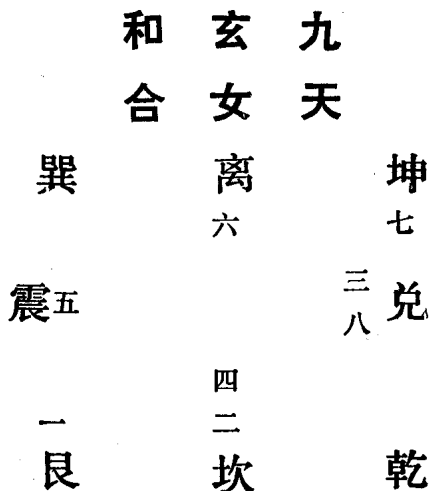 九天
玄女
和合
巽 离 坤
六 七
震五 三八 兑
四
一 二
艮 坎 乾